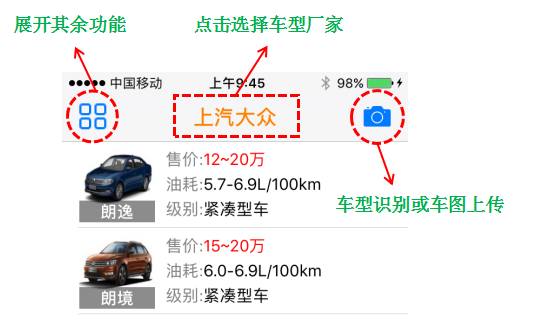 展开其余功能
点击选择车型厂家
中国移动 上午9:45 98%
上汽大众
售价:12~20万
油耗:5.7-6.9L/100km
级别:紧凑型车
朗逸
车型识别或车图上传
售价:15~20万
油耗:6.0-6.9L/100km
级别:紧凑型车
朗境